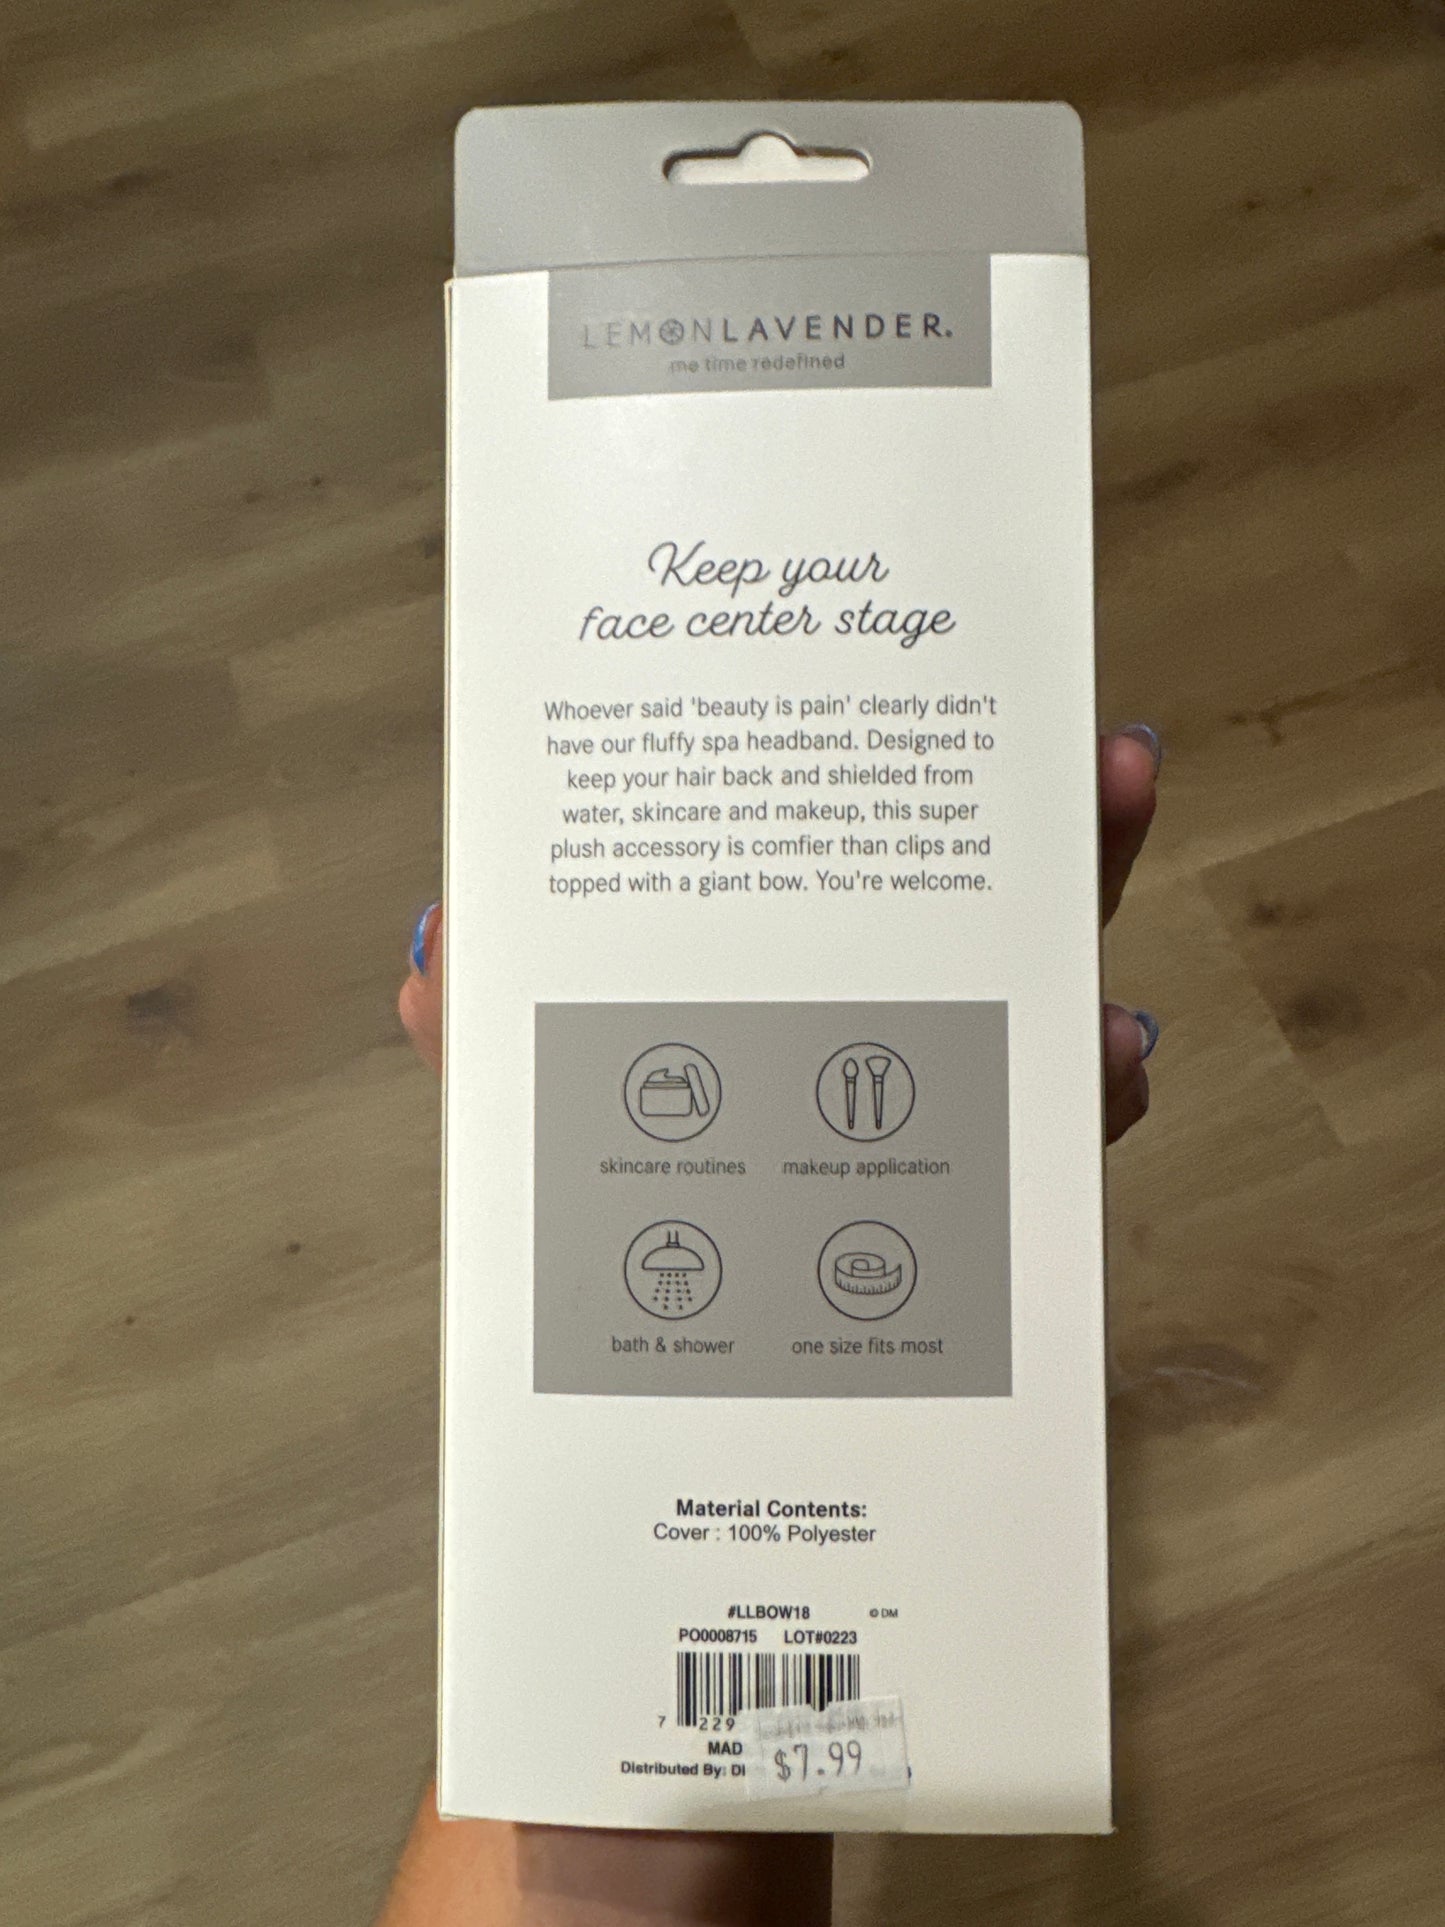 LEMONLAVENDER.
me time redefined
Keep your
face center stage
Whoever said 'beauty is pain' clearly didn't
have our fluffy spa headband. Designed to
keep your hair back and shielded from
water, skincare and makeup, this super
plush accessory is comfier than clips and
topped with a giant bow. You're welcome.
skincare routines makeup application
bath & shower one size fits most
Material Contents:
Cover : 100% Polyester
#LLBOW18 © DM
PO0008715 LOT#0223
7 229
MAD
Distributed By: DI
$7.99